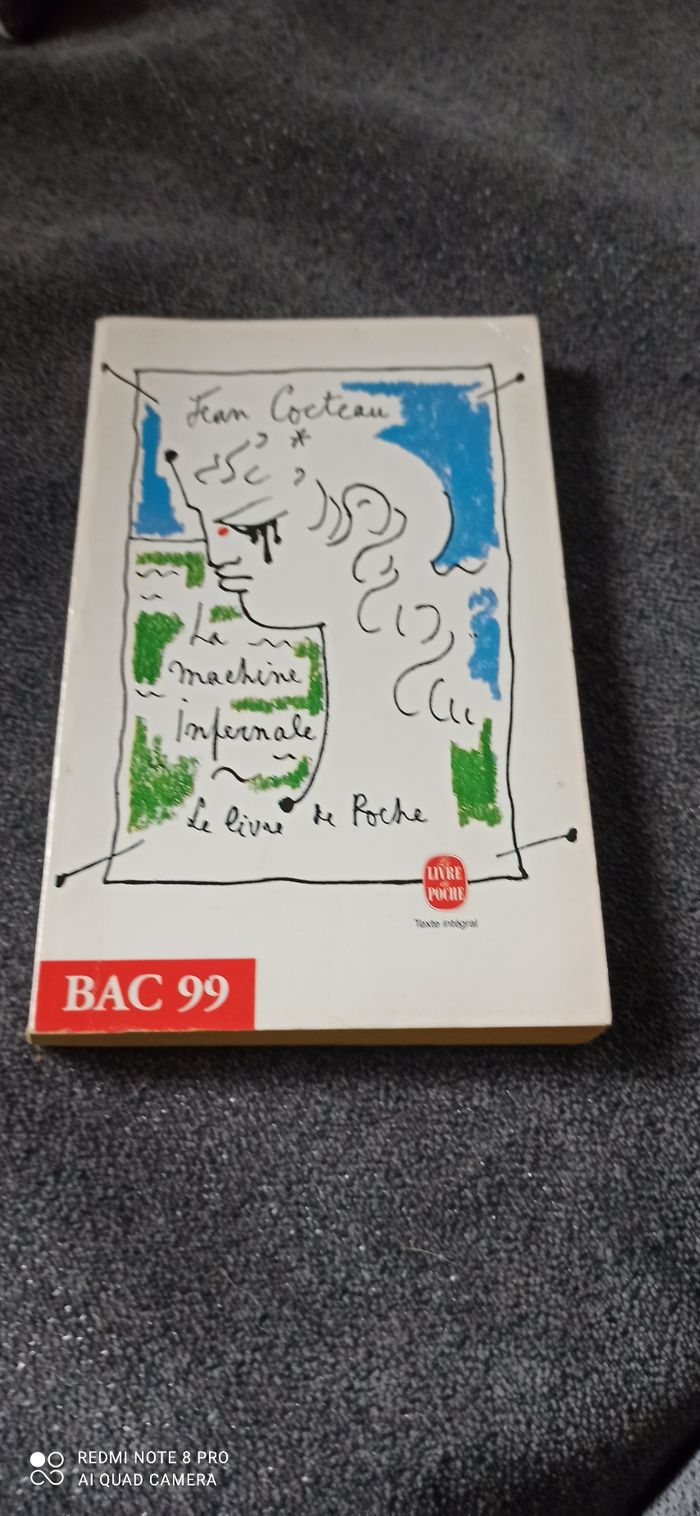 Jean Cocteau
La
machine
infernale
Le livre de Poche
LE
LIVRE
DE
POCHE
Texte intégral
BAC 99
REDMI NOTE 8 PRO
AI QUAD CAMERA